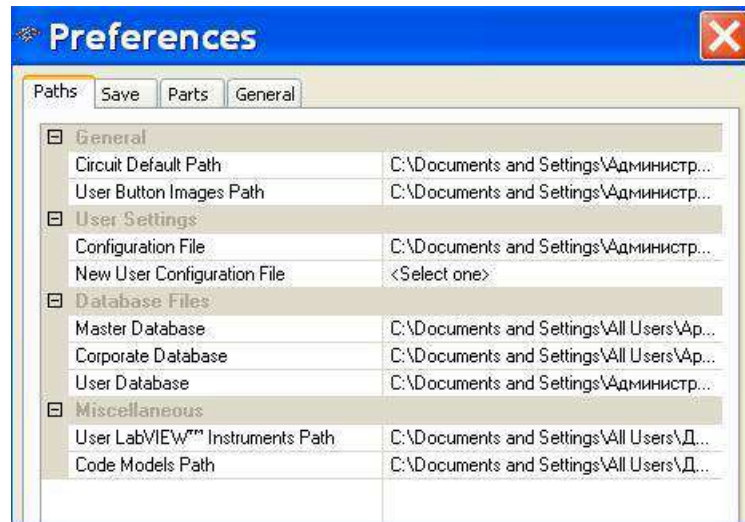 Preferences
Paths Save Parts General
General
Circuit Default Path C:\Documents and Settings\Администр...
User Button Images Path C:\Documents and Settings\Администр...
User Settings
Configuration File C:\Documents and Settings\Администр...
New User Configuration File <Select one>
Database Files
Master Database C:\Documents and Settings\All Users\Ap...
Corporate Database C:\Documents and Settings\All Users\Ap...
User Database C:\Documents and Settings\Администр...
Miscellaneous
User LabVIEW™ Instruments Path C:\Documents and Settings\All Users\Д...
Code Models Path C:\Documents and Settings\All Users\Д...